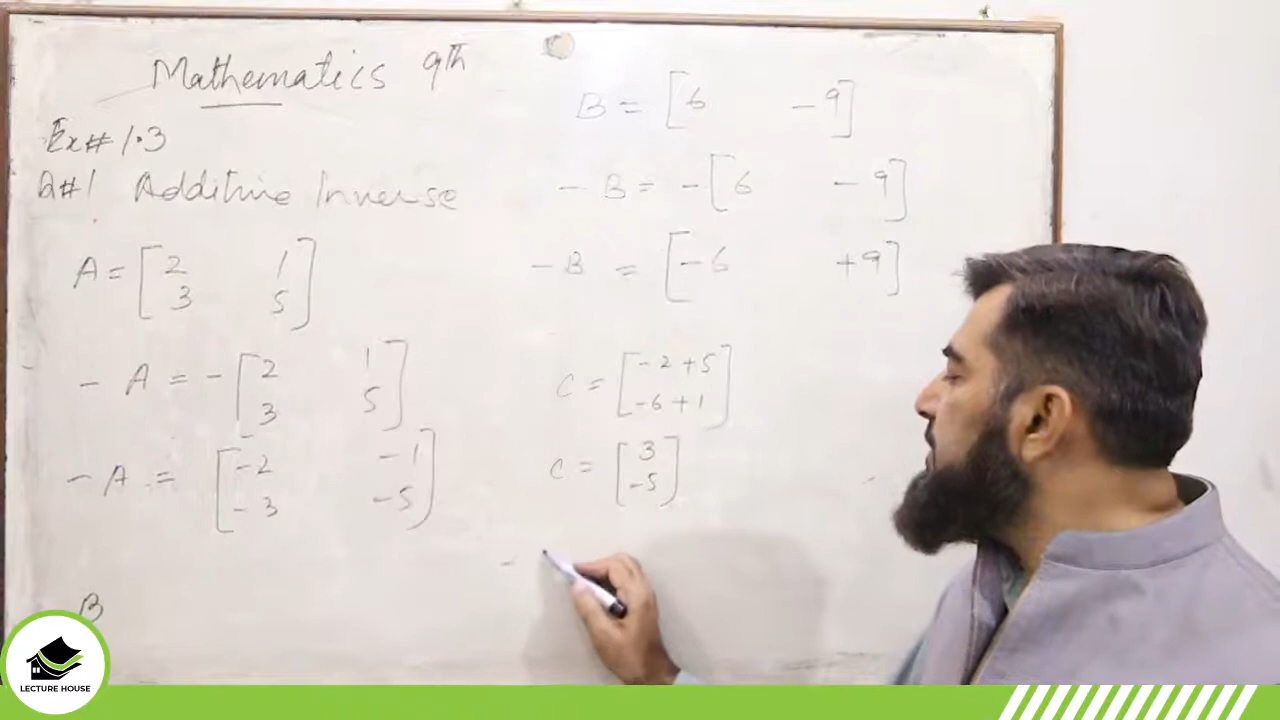 Mathematics 9th
Ex# 1.3
Q#1 Additive Inverse
A = [2 1
3 5]
- A = - [2 1
3 5]
- A = [-2 -1
-3 -5]
B
B = [6 -9]
- B = - [6 -9]
- B = [-6 +9]
C = [-2 +5
-6 +1]
C = [3
-5]
-
LECTURE HOUSE